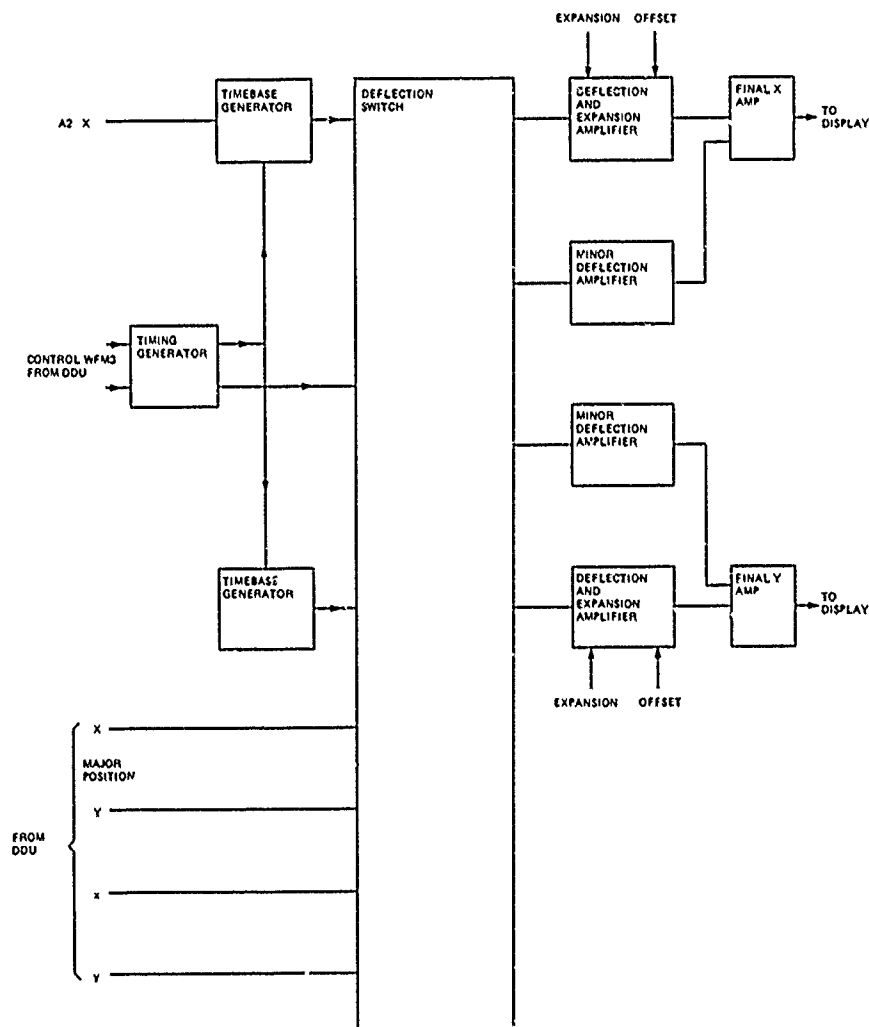 EXPANSION OFFSET
TIMEBASE
GENERATOR
DEFLECTION
SWITCH
DEFLECTION
AND
EXPANSION
AMPLIFIER
FINAL X
AMP
A2 X
TO
DISPLAY
MINOR
DEFLECTION
AMPLIFIER
TIMING
GENERATOR
CONTROL WFM3
FROM DDU
MINOR
DEFLECTION
AMPLIFIER
TIMEBASE
GENERATOR
DEFLECTION
AND
EXPANSION
AMPLIFIER
FINAL Y
AMP
TO
DISPLAY
EXPANSION OFFSET
X
MAJOR
POSITION
Y
FROM
DDU
x
Y